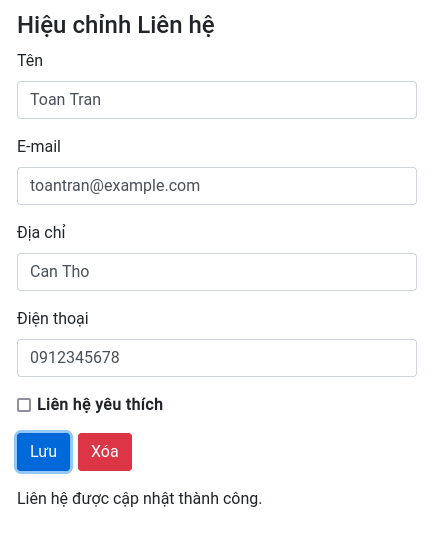 Hiệu chỉnh Liên hệ
Tên
Toan Tran
E-mail
toantran@example.com
Địa chỉ
Can Tho
Điện thoại
0912345678
Liên hệ yêu thích
Lưu Xóa
Liên hệ được cập nhật thành công.